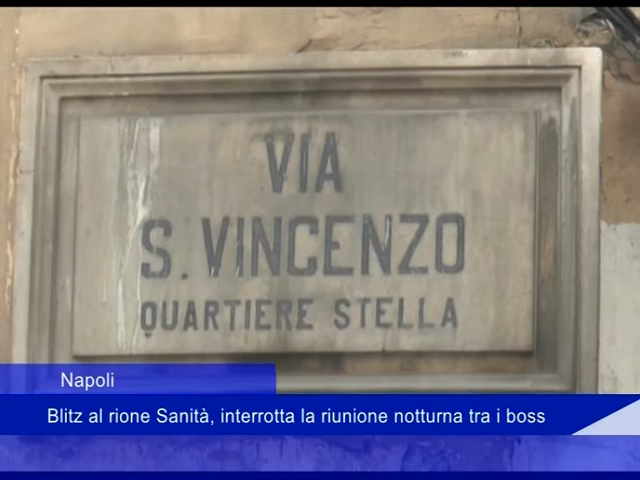 VIA
S. VINCENZO
QUARTIERE STELLA
Napoli
Blitz al rione Sanità, interrotta la riunione notturna tra i boss